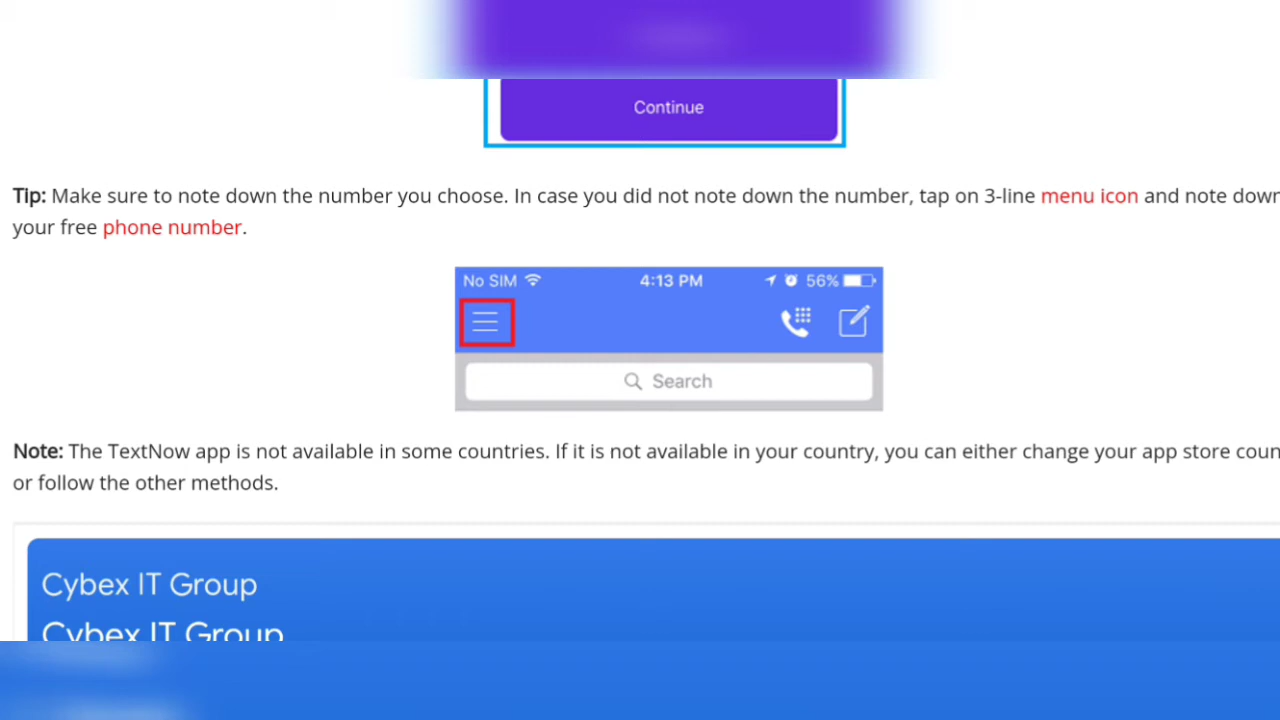 Continue
Tip: Make sure to note down the number you choose. In case you did not note down the number, tap on 3-line menu icon and note down
your free phone number.
No SIM 4:13 PM 56%
Search
Note: The TextNow app is not available in some countries. If it is not available in your country, you can either change your app store coun
or follow the other methods.
Cybex IT Group
Cybex IT Group